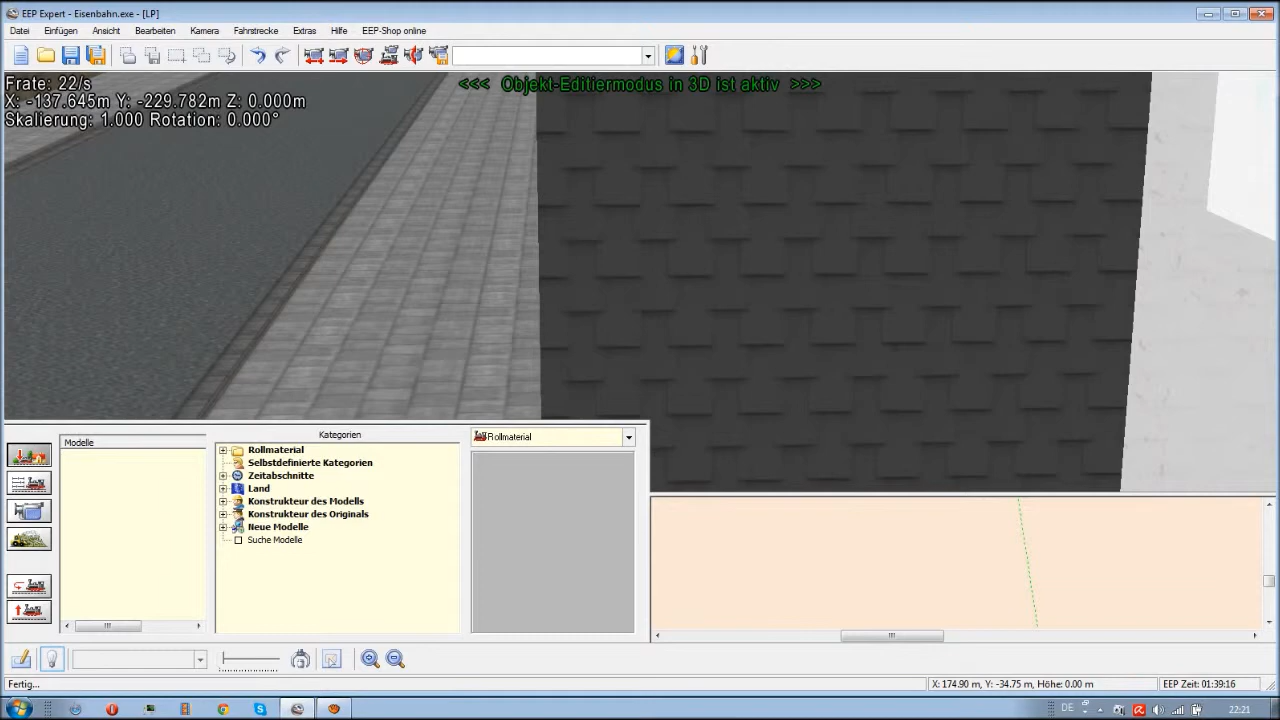 EEP Expert - Eisenbahn.exe - [LP]
Datei Einfügen Ansicht Bearbeiten Kamera Fahrstrecke Extras Hilfe EEP-Shop online
Frate: 22/s
<<< Objekt-Editiermodus in 3D ist aktiv >>>
X: -137.645m Y: -229.782m Z: 0.000m
Skalierung: 1.000 Rotation: 0.000°
Modelle
Kategorien
Rollmaterial
Rollmaterial
Selbstdefinierte Kategorien
Zeitabschnitte
Land
Konstrukteur des Modells
Konstrukteur des Originals
Neue Modelle
Suche Modelle
Fertig...
X: 174.90 m, Y: -34.75 m, Höhe: 0.00 m
EEP Zeit: 01:39:16
DE
22:21